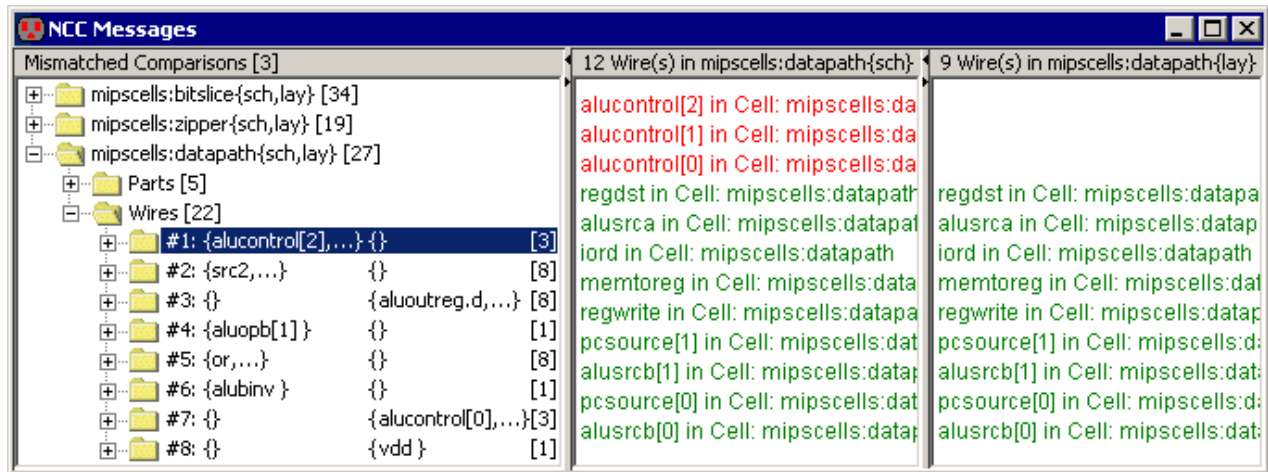 NCC Messages
Mismatched Comparisons [3]
mipscells:bitslice{sch,lay} [34]
mipscells:zipper{sch,lay} [19]
mipscells:datapath{sch,lay} [27]
Parts [5]
Wires [22]
#1: {alucontrol[2],...} {} [3]
#2: {src2,...} {} [8]
#3: {} {aluoutreg.d,...} [8]
#4: {aluopb[1] } {} [1]
#5: {or,...} {} [8]
#6: {alubinv } {} [1]
#7: {} {alucontrol[0],...}[3]
#8: {} {vdd } [1]
12 Wire(s) in mipscells:datapath{sch}
alucontrol[2] in Cell: mipscells:da
alucontrol[1] in Cell: mipscells:da
alucontrol[0] in Cell: mipscells:da
regdst in Cell: mipscells:datapath
alusrca in Cell: mipscells:datapat
iord in Cell: mipscells:datapath
memtoreg in Cell: mipscells:data
regwrite in Cell: mipscells:datapa
pcsource[1] in Cell: mipscells:dat
alusrcb[1] in Cell: mipscells:datap
pcsource[0] in Cell: mipscells:dat
alusrcb[0] in Cell: mipscells:datap
9 Wire(s) in mipscells:datapath{lay}
regdst in Cell: mipscells:datapa
alusrca in Cell: mipscells:datap
iord in Cell: mipscells:datapath
memtoreg in Cell: mipscells:dat
regwrite in Cell: mipscells:datap
pcsource[1] in Cell: mipscells:d
alusrcb[1] in Cell: mipscells:dat
pcsource[0] in Cell: mipscells:d
alusrcb[0] in Cell: mipscells:dat